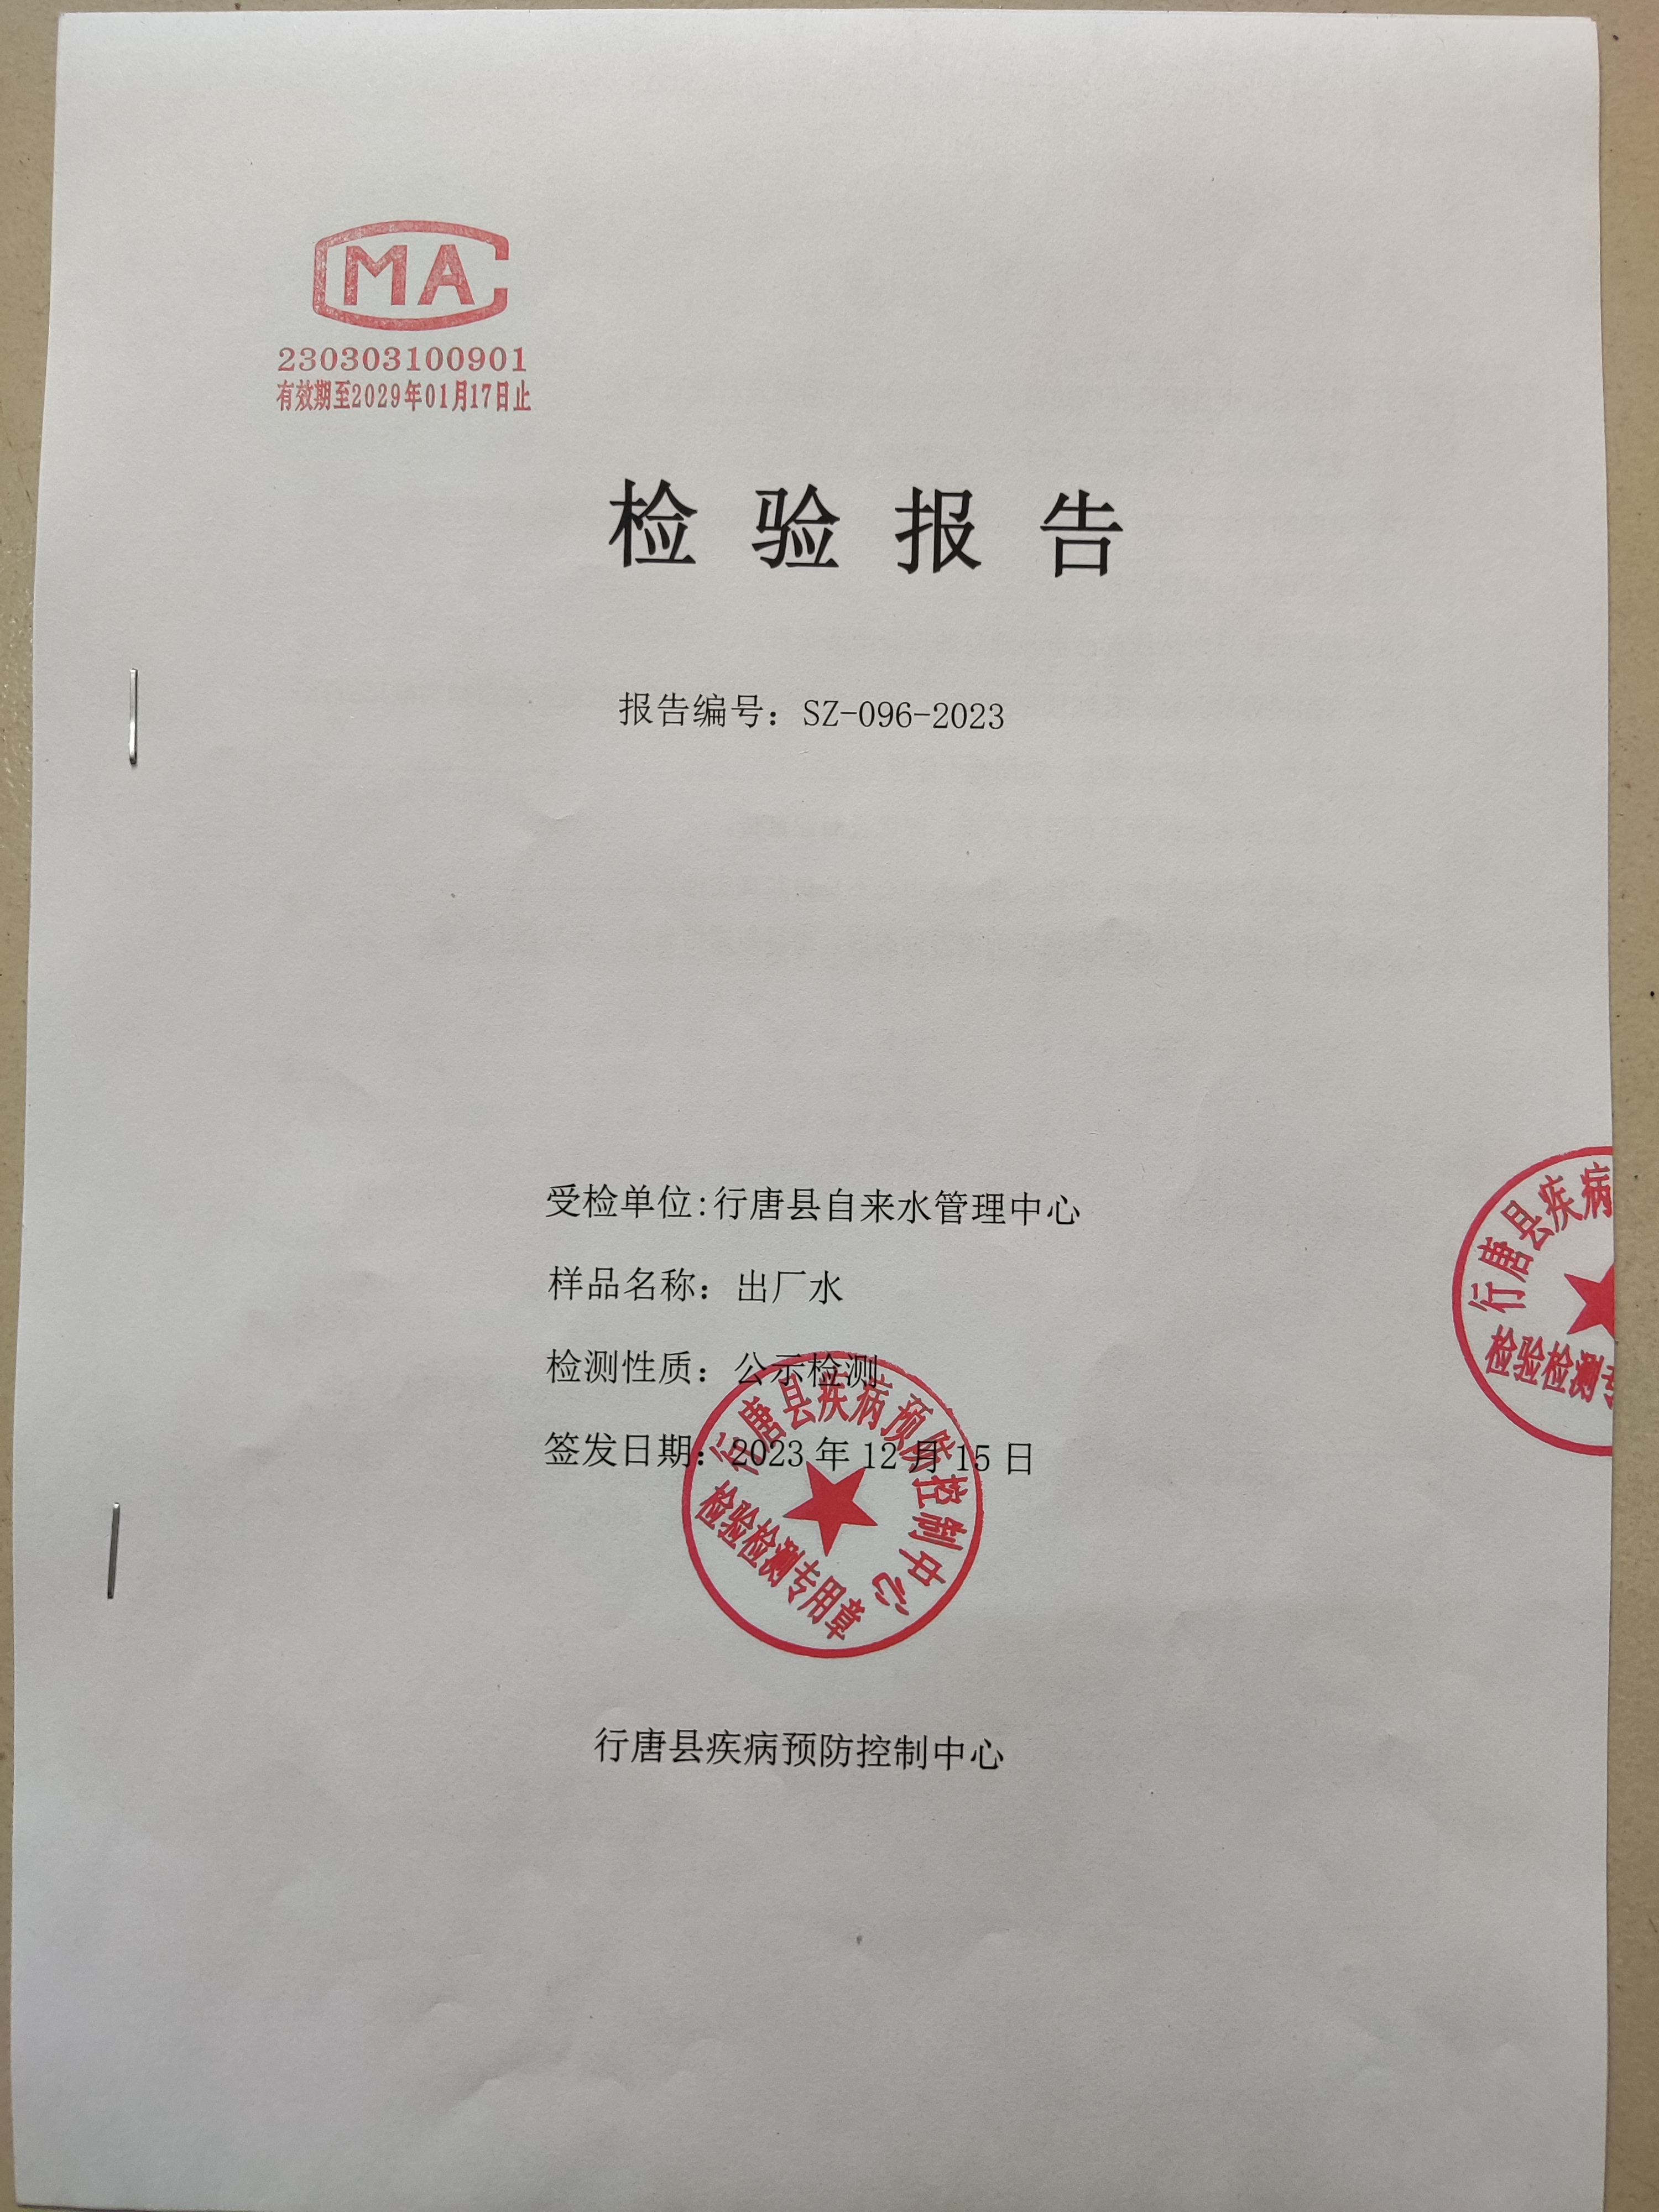 CMA
230303100901
有效期至2029年01月17日止
检验报告
报告编号：SZ-096-2023
受检单位:行唐县自来水管理中心
样品名称：出厂水
检测性质：公示检测
签发日期：2023年12月15日
行唐县疾病预防控制中心
检验检测专用章
行唐县疾病
检验检测专
行唐县疾病预防控制中心